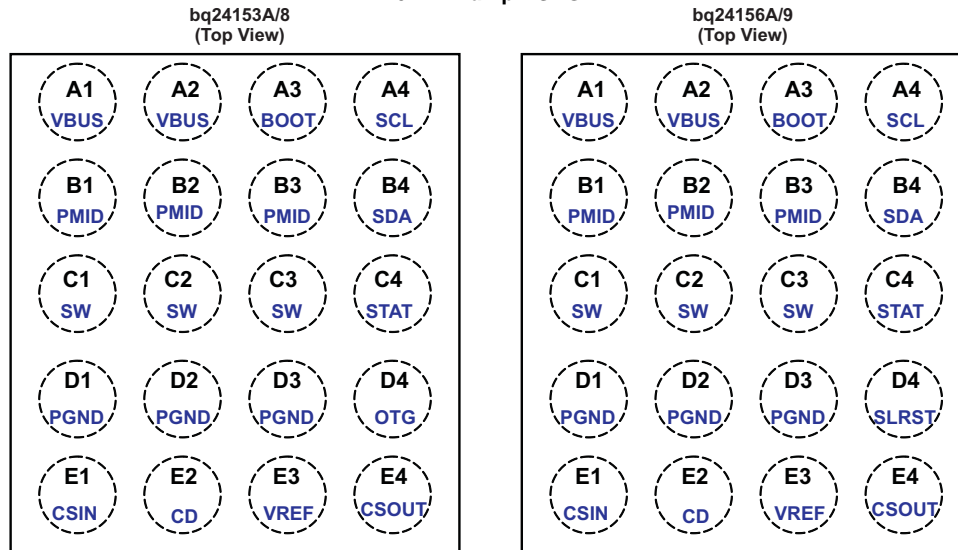 bq24153A/8
(Top View)
A1 A2 A3 A4
VBUS VBUS BOOT SCL
B1 B2 B3 B4
PMID PMID PMID SDA
C1 C2 C3 C4
SW SW SW STAT
D1 D2 D3 D4
PGND PGND PGND OTG
E1 E2 E3 E4
CSIN CD VREF CSOUT
bq24156A/9
(Top View)
A1 A2 A3 A4
VBUS VBUS BOOT SCL
B1 B2 B3 B4
PMID PMID PMID SDA
C1 C2 C3 C4
SW SW SW STAT
D1 D2 D3 D4
PGND PGND PGND SLRST
E1 E2 E3 E4
CSIN CD VREF CSOUT